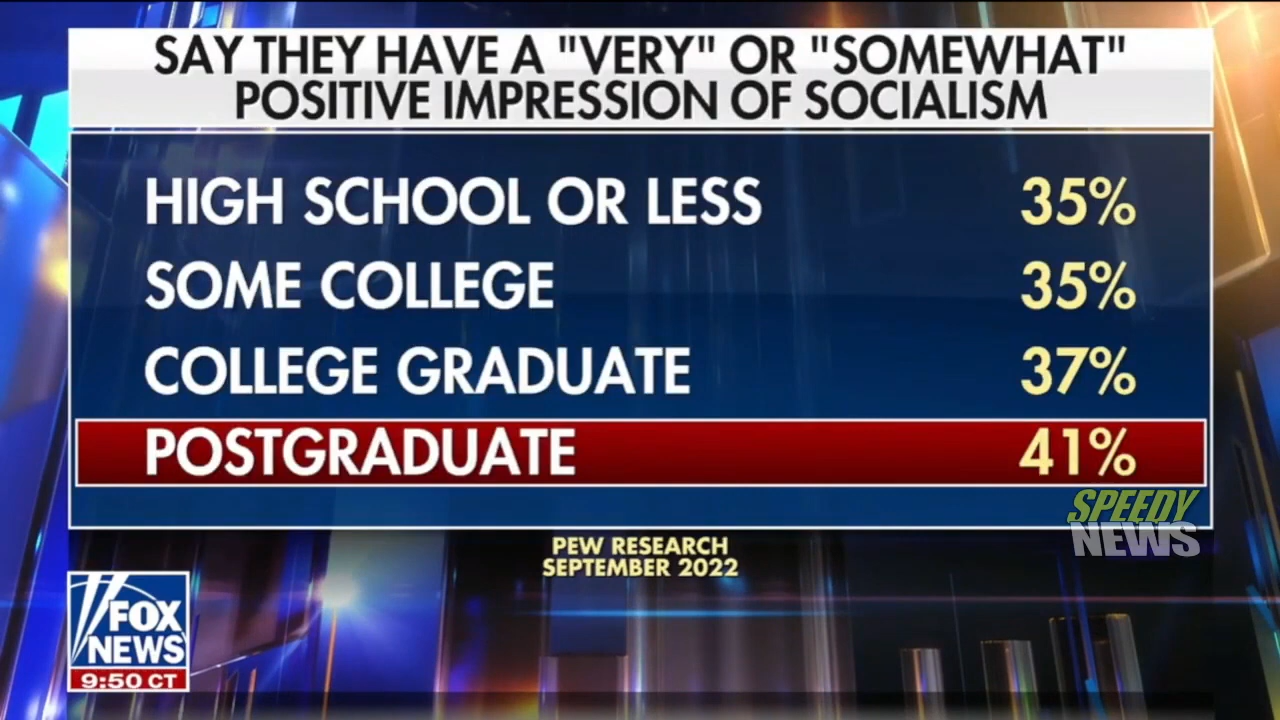 SAY THEY HAVE A "VERY" OR "SOMEWHAT"
POSITIVE IMPRESSION OF SOCIALISM
HIGH SCHOOL OR LESS 35%
SOME COLLEGE 35%
COLLEGE GRADUATE 37%
POSTGRADUATE 41%
SPEEDY
NEWS
PEW RESEARCH
SEPTEMBER 2022
FOX
NEWS
9:50 CT